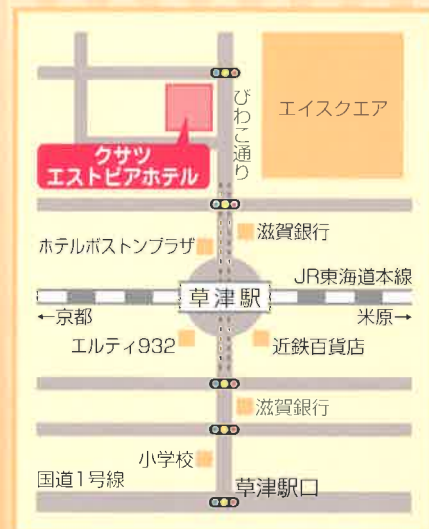 エイスクエア
びわこ通り
クサツ
エストピアホテル
滋賀銀行
ホテルボストンプラザ
JR東海道本線
草津駅
←京都
米原→
エルティ932
近鉄百貨店
滋賀銀行
小学校
国道1号線
草津駅口